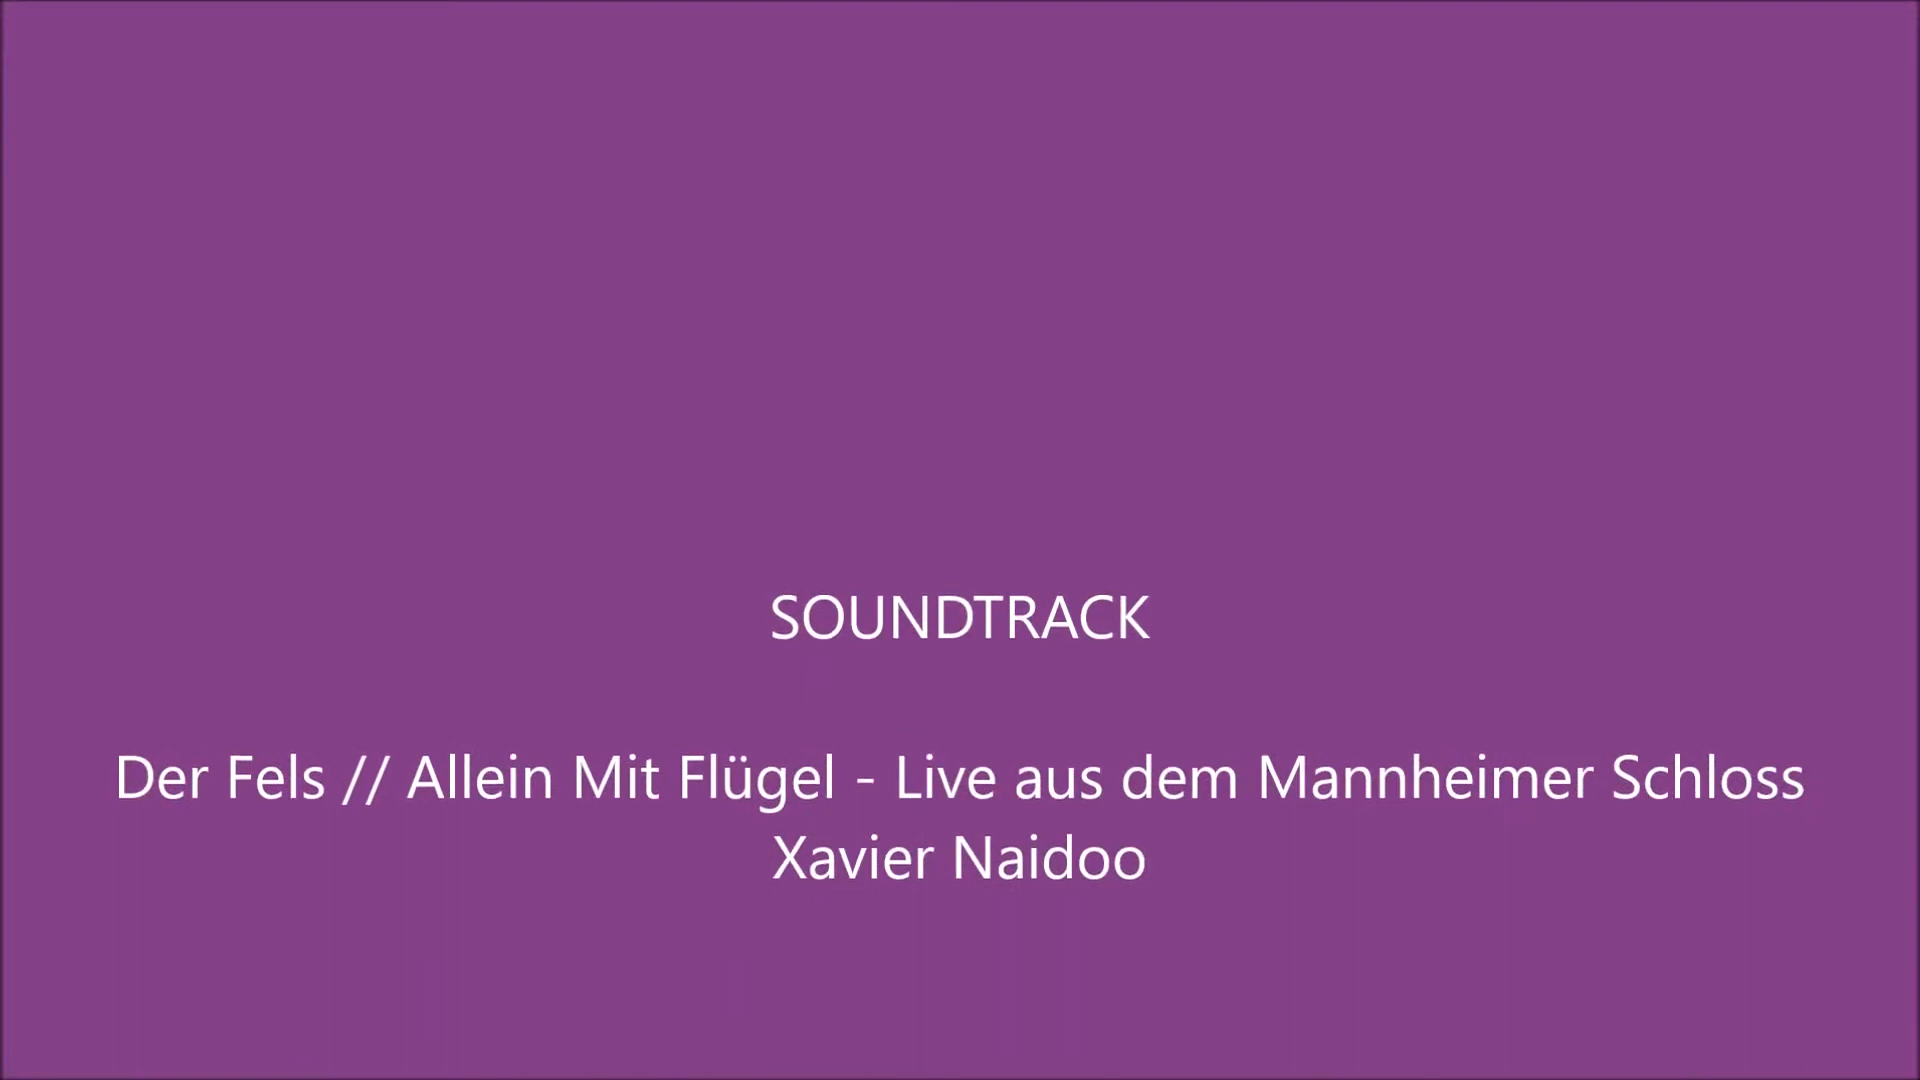 SOUNDTRACK
Der Fels // Allein Mit Flügel - Live aus dem Mannheimer Schloss
Xavier Naidoo